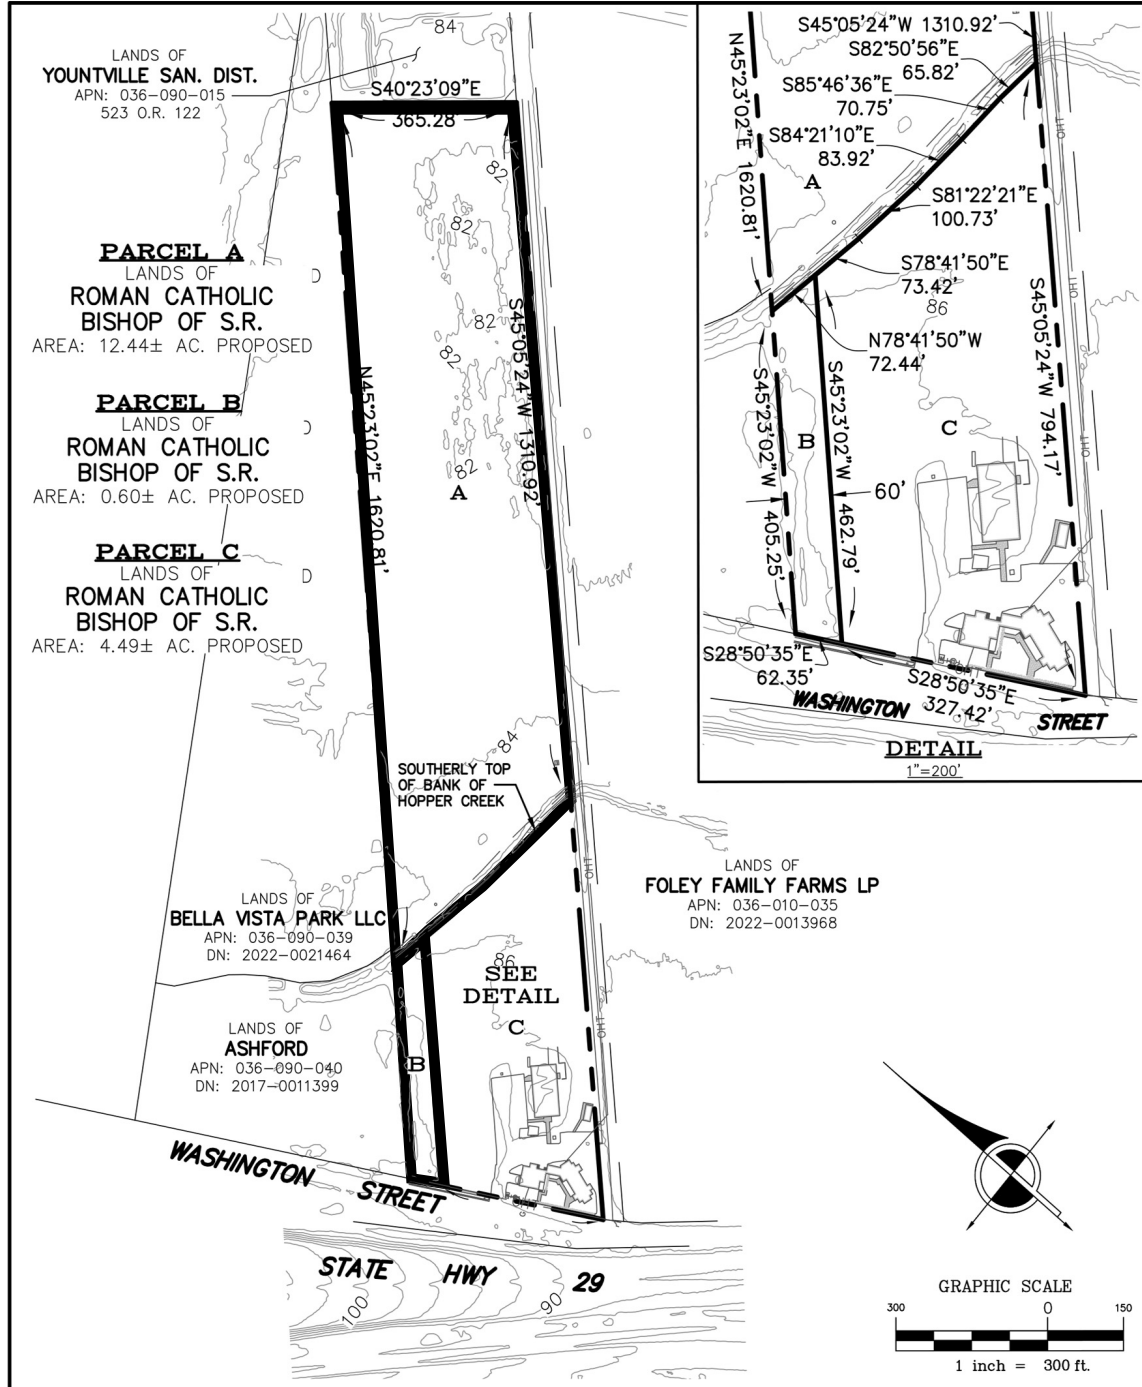 LANDS OF
YOUNTVILLE SAN. DIST.
APN: 036-090-015
523 O.R. 122
84
S40°23'09"E
365.28'
82
82
82
82
82
A
N45°23'02"E 1620.81'
S45°05'24"W 1310.92'
PARCEL A
LANDS OF
ROMAN CATHOLIC
BISHOP OF S.R.
AREA: 12.44± AC. PROPOSED
PARCEL B
LANDS OF
ROMAN CATHOLIC
BISHOP OF S.R.
AREA: 0.60± AC. PROPOSED
PARCEL C
LANDS OF
ROMAN CATHOLIC
BISHOP OF S.R.
AREA: 4.49± AC. PROPOSED
84
SOUTHERLY TOP
OF BANK OF
HOPPER CREEK
LANDS OF
BELLA VISTA PARK LLC
APN: 036-090-039
DN: 2022-0021464
LANDS OF
FOLEY FAMILY FARMS LP
APN: 036-010-035
DN: 2022-0013968
OHT
OHT
86
SEE
DETAIL
C
B
LANDS OF
ASHFORD
APN: 036-090-040
DN: 2017-0011399
WASHINGTON STREET
STATE HWY 29
100
90
S45°05'24"W 1310.92'
S82°50'56"E
65.82'
S85°46'36"E
70.75'
S84°21'10"E
83.92'
A
S81°22'21"E
100.73'
S78°41'50"E
73.42'
86
N78°41'50"W
72.44'
N45°23'02"E 1620.81'
S45°23'02"W 405.25'
B
S45°23'02"W 462.79'
60'
C
S45°05'24"W 794.17'
OHT
OHT
OHT
S28°50'35"E
62.35'
S28°50'35"E
327.42'
WASHINGTON STREET
DETAIL
1"=200'
GRAPHIC SCALE
300 0 150
1 inch = 300 ft.